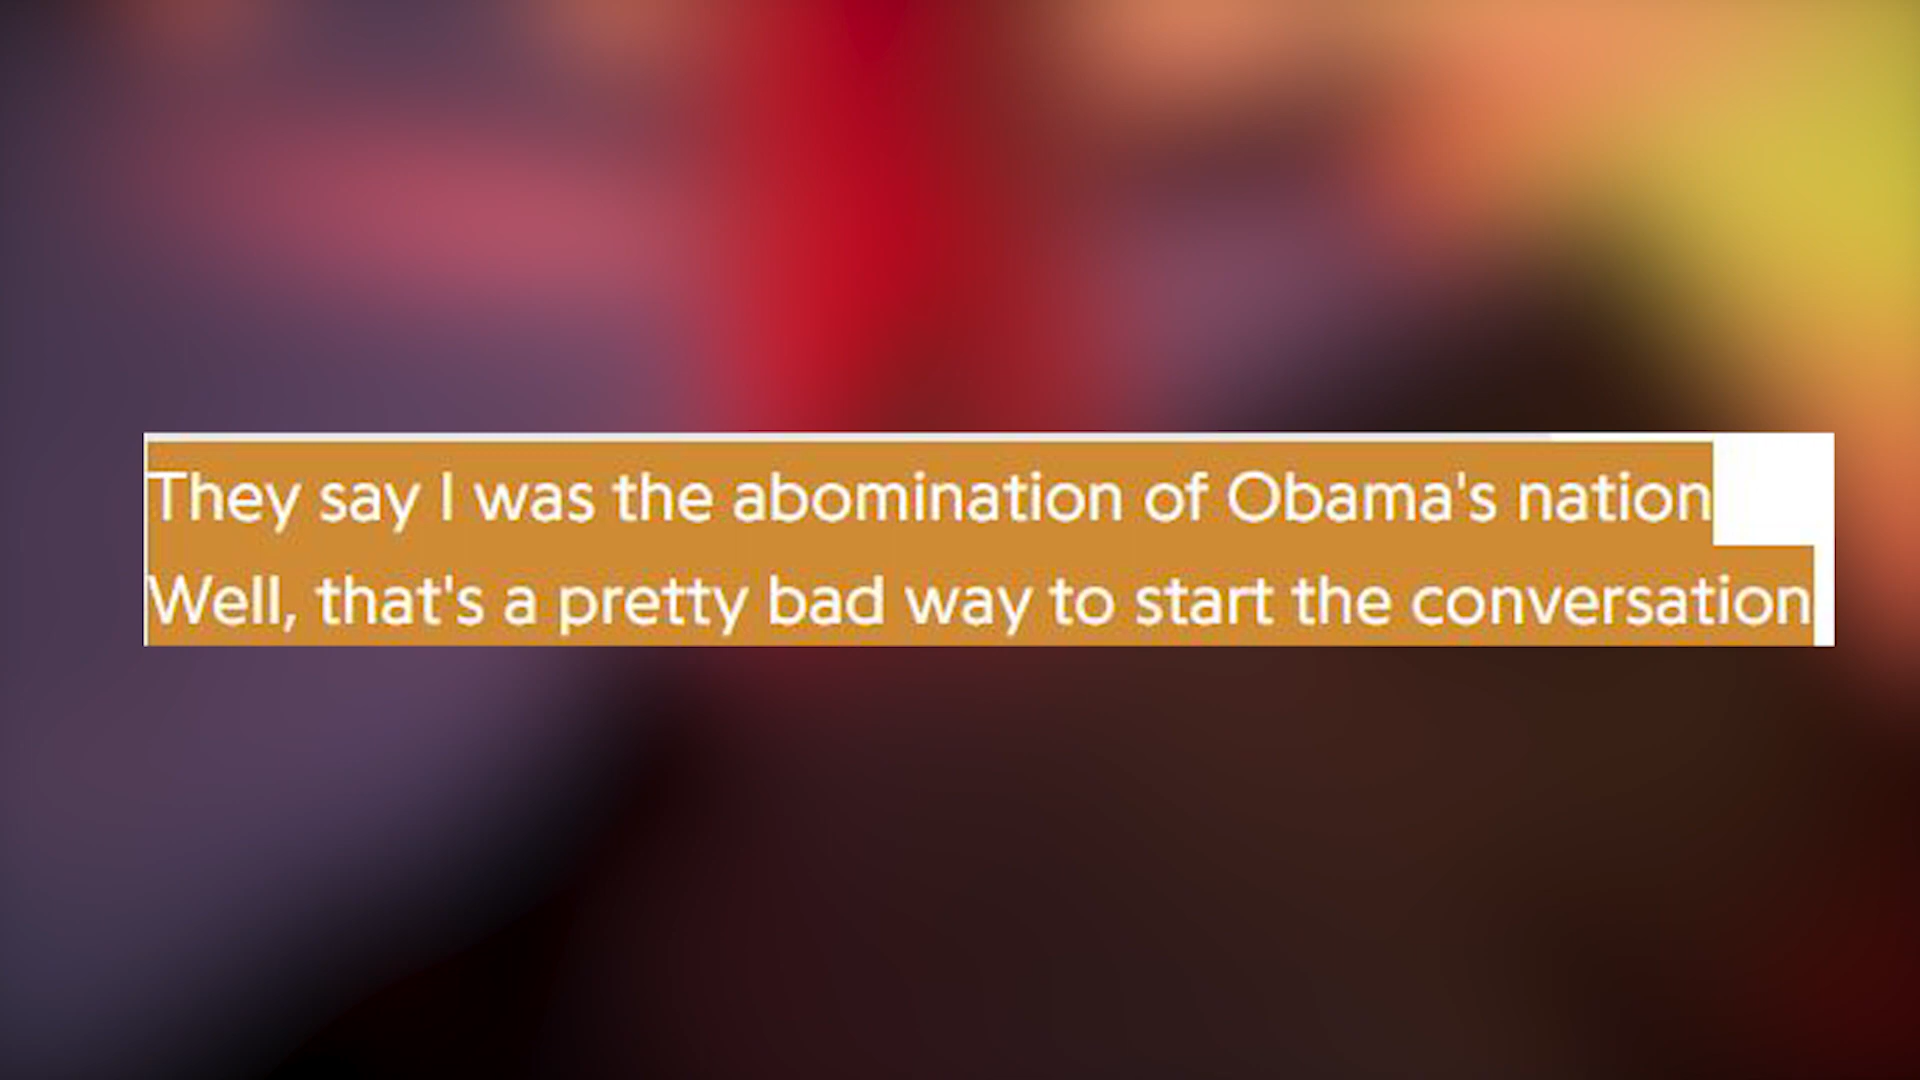 They say I was the abomination of Obama's nation
Well, that's a pretty bad way to start the conversation